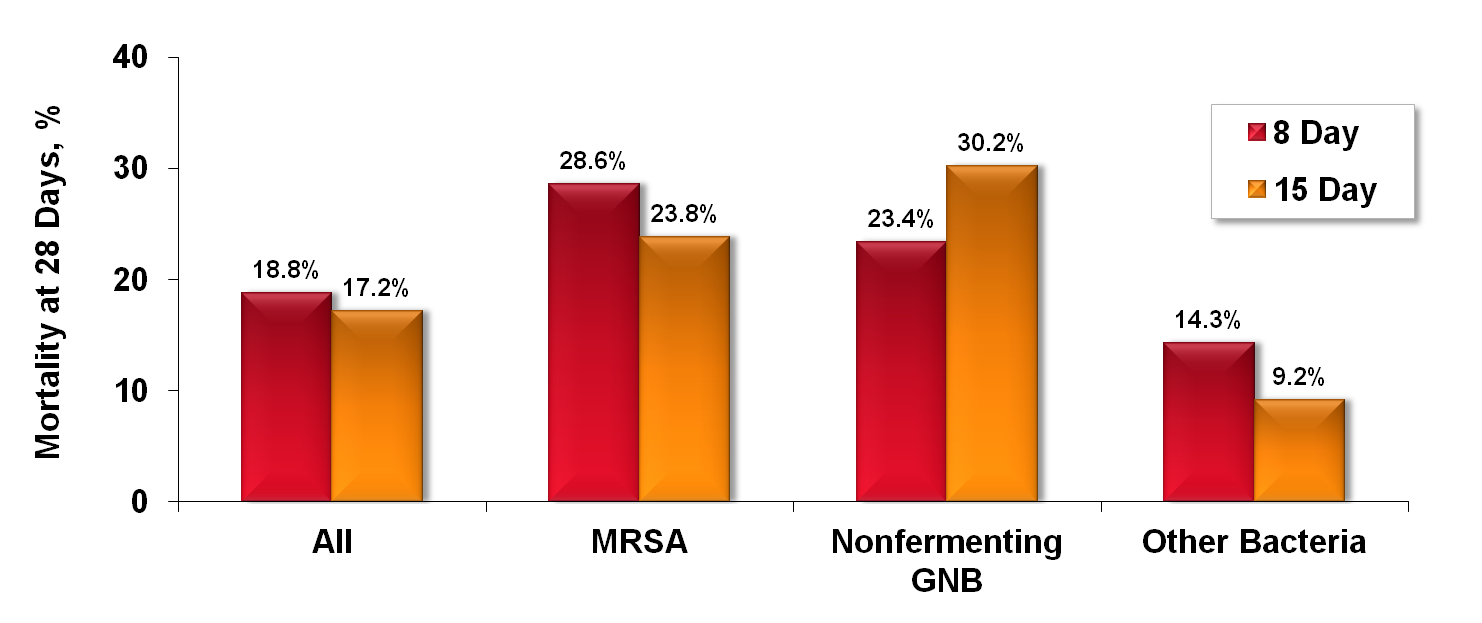 Mortality at 28 Days, %
40
30
20
10
0
18.8%
17.2%
28.6%
23.8%
23.4%
30.2%
14.3%
9.2%
8 Day
15 Day
All
MRSA
Nonfermenting
GNB
Other Bacteria